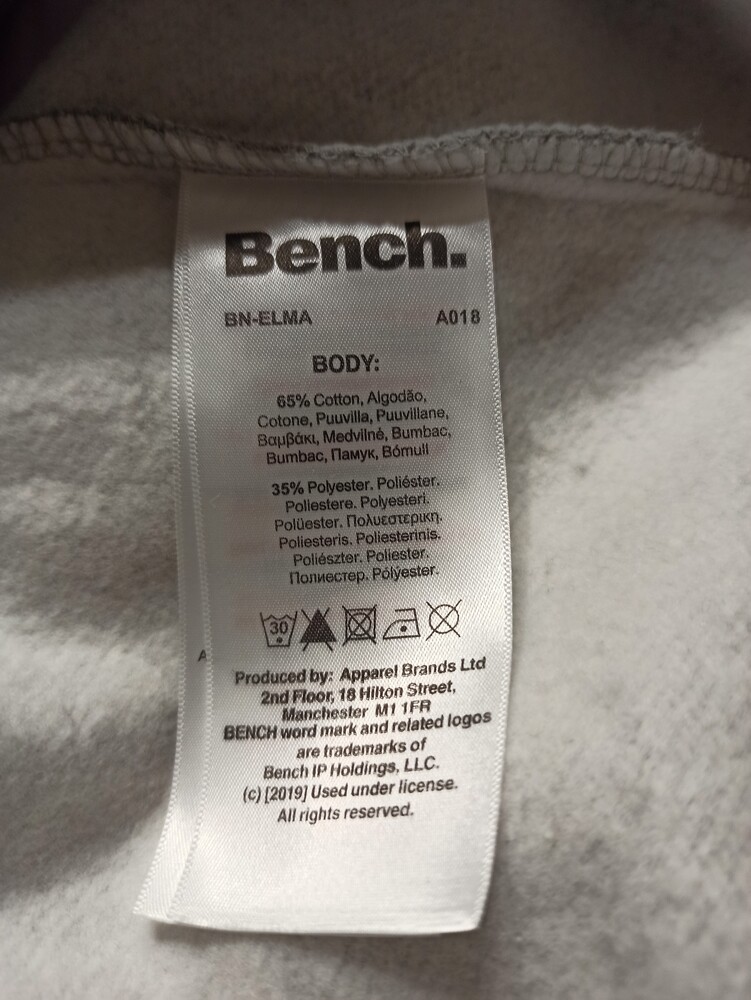 Bench.
BN-ELMA A018
BODY:
65% Cotton, Algodão,
Cotone, Puuvilla, Puuvillane,
Βαμβάκι, Medvilnė, Bumbac,
Bumbac, Памук, Bómull
35% Polyester. Poliéster.
Poliestere. Polyesteri.
Polüester. Πολυεστερικη.
Poliesteris. Poliesterinis.
Poliészter. Poliester.
Полиестер. Pólýester.
30
A
Produced by: Apparel Brands Ltd
2nd Floor, 18 Hilton Street,
Manchester M1 1FR
BENCH word mark and related logos
are trademarks of
Bench IP Holdings, LLC.
(c) [2019] Used under license.
All rights reserved.